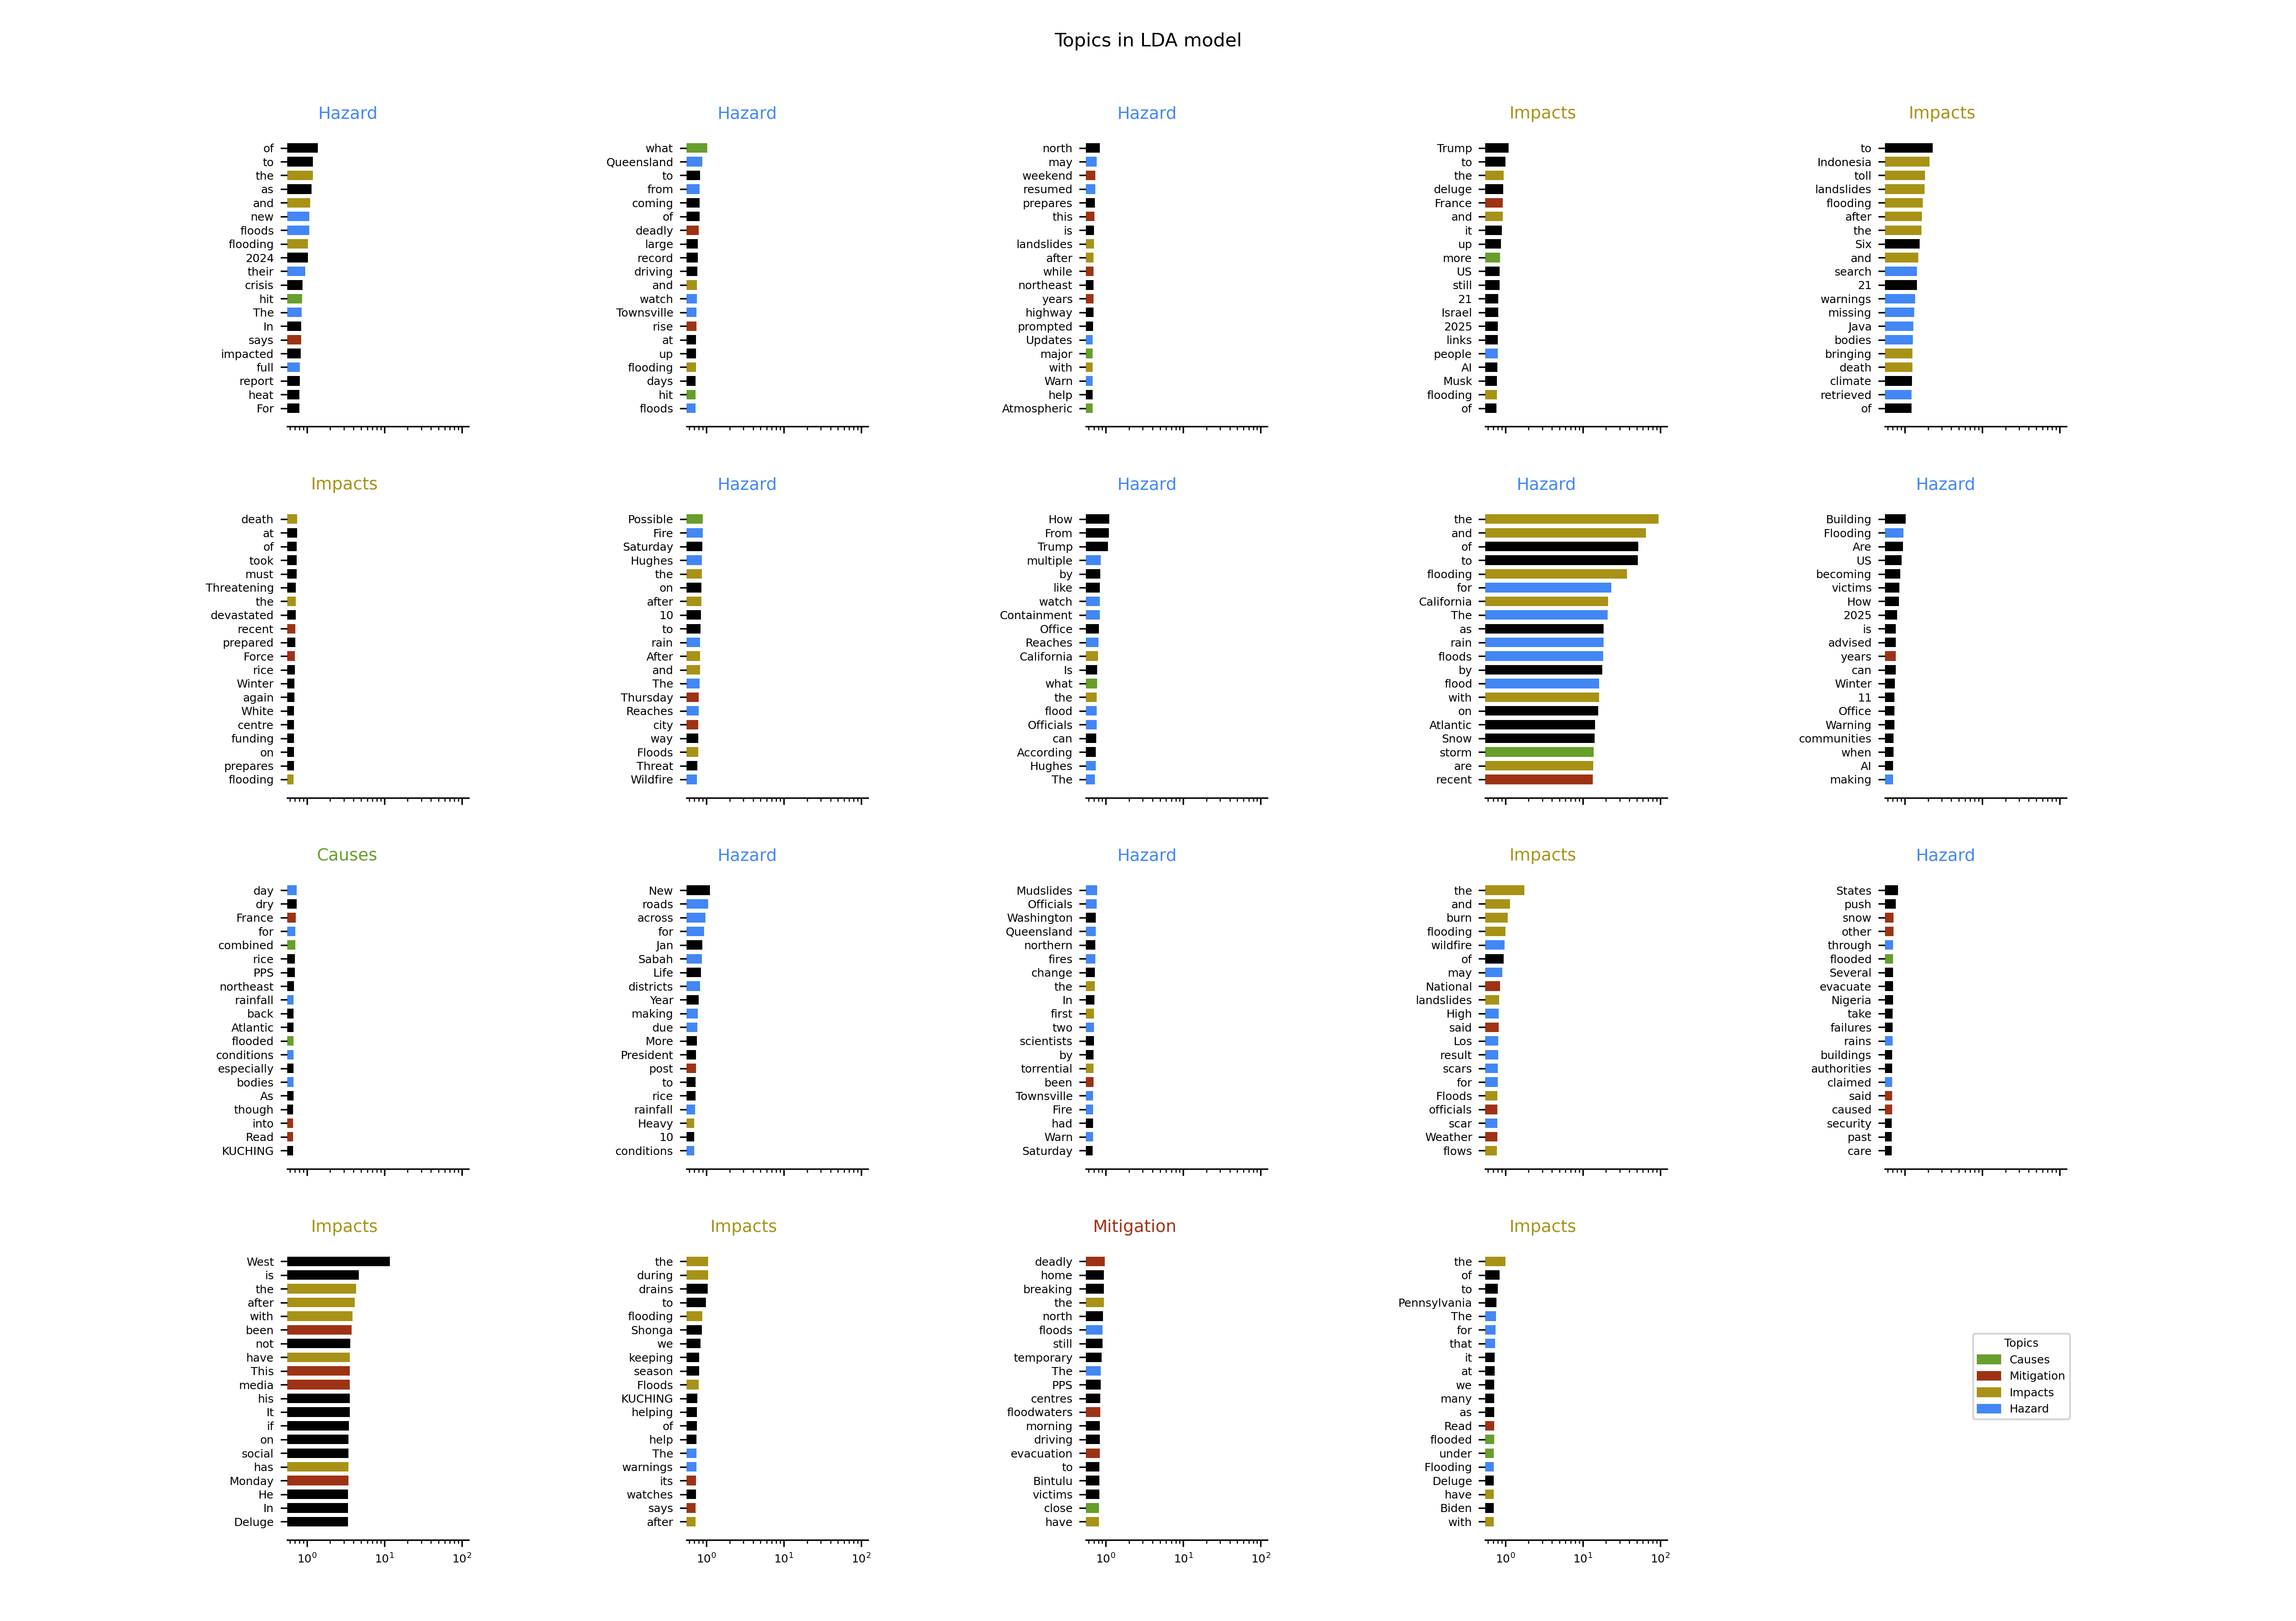 Topics in LDA model
Hazard
of
to
the
as
and
new
floods
flooding
2024
their
crisis
hit
The
In
says
impacted
full
report
heat
For
Hazard
what
Queensland
to
from
coming
of
deadly
large
record
driving
and
watch
Townsville
rise
at
up
flooding
days
hit
floods
Hazard
north
may
weekend
resumed
prepares
this
is
landslides
after
while
northeast
years
highway
prompted
Updates
major
with
Warn
help
Atmospheric
Impacts
Trump
to
the
deluge
France
and
it
up
more
US
still
21
Israel
2025
links
people
AI
Musk
flooding
of
Impacts
to
Indonesia
toll
landslides
flooding
after
the
Six
and
search
21
warnings
missing
Java
bodies
bringing
death
climate
retrieved
of
Impacts
death
at
of
took
must
Threatening
the
devastated
recent
prepared
Force
rice
Winter
again
White
centre
funding
on
prepares
flooding
Hazard
Possible
Fire
Saturday
Hughes
the
on
after
10
to
rain
After
and
The
Thursday
Reaches
city
way
Floods
Threat
Wildfire
Hazard
How
From
Trump
multiple
by
like
watch
Containment
Office
Reaches
California
Is
what
the
flood
Officials
can
According
Hughes
The
Hazard
the
and
of
to
flooding
for
California
The
as
rain
floods
by
flood
with
on
Atlantic
Snow
storm
are
recent
Hazard
Building
Flooding
Are
US
becoming
victims
How
2025
is
advised
years
can
Winter
11
Office
Warning
communities
when
AI
making
Causes
day
dry
France
for
combined
rice
PPS
northeast
rainfall
back
Atlantic
flooded
conditions
especially
bodies
As
though
into
Read
KUCHING
Hazard
New
roads
across
for
Jan
Sabah
Life
districts
Year
making
due
More
President
post
to
rice
rainfall
Heavy
10
conditions
Hazard
Mudslides
Officials
Washington
Queensland
northern
fires
change
the
In
first
two
scientists
by
torrential
been
Townsville
Fire
had
Warn
Saturday
Impacts
the
and
burn
flooding
wildfire
of
may
National
landslides
High
said
Los
result
scars
for
Floods
officials
scar
Weather
flows
Hazard
States
push
snow
other
through
flooded
Several
evacuate
Nigeria
take
failures
rains
buildings
authorities
claimed
said
caused
security
past
care
Impacts
West
is
the
after
with
been
not
have
This
media
his
It
if
on
social
has
Monday
He
In
Deluge
10⁰ 10¹ 10²
Impacts
the
during
drains
to
flooding
Shonga
we
keeping
season
Floods
KUCHING
helping
of
help
The
warnings
its
watches
says
after
10⁰ 10¹ 10²
Mitigation
deadly
home
breaking
the
north
floods
still
temporary
The
PPS
centres
floodwaters
morning
driving
evacuation
to
Bintulu
victims
close
have
10⁰ 10¹ 10²
Impacts
the
of
to
Pennsylvania
The
for
that
it
at
we
many
as
Read
flooded
under
Flooding
Deluge
have
Biden
with
10⁰ 10¹ 10²
Topics
Causes
Mitigation
Impacts
Hazard